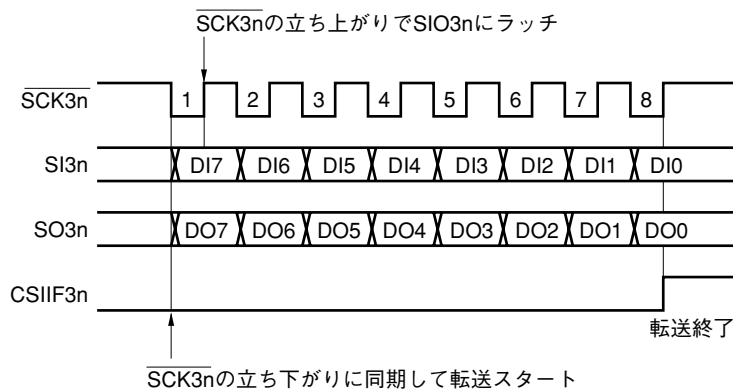 SCK3nの立ち上がりでSIO3nにラッチ
SCK3n 1 2 3 4 5 6 7 8
SI3n DI7 DI6 DI5 DI4 DI3 DI2 DI1 DI0
SO3n DO7 DO6 DO5 DO4 DO3 DO2 DO1 DO0
CSIIF3n
転送終了
SCK3nの立ち下がりに同期して転送スタート